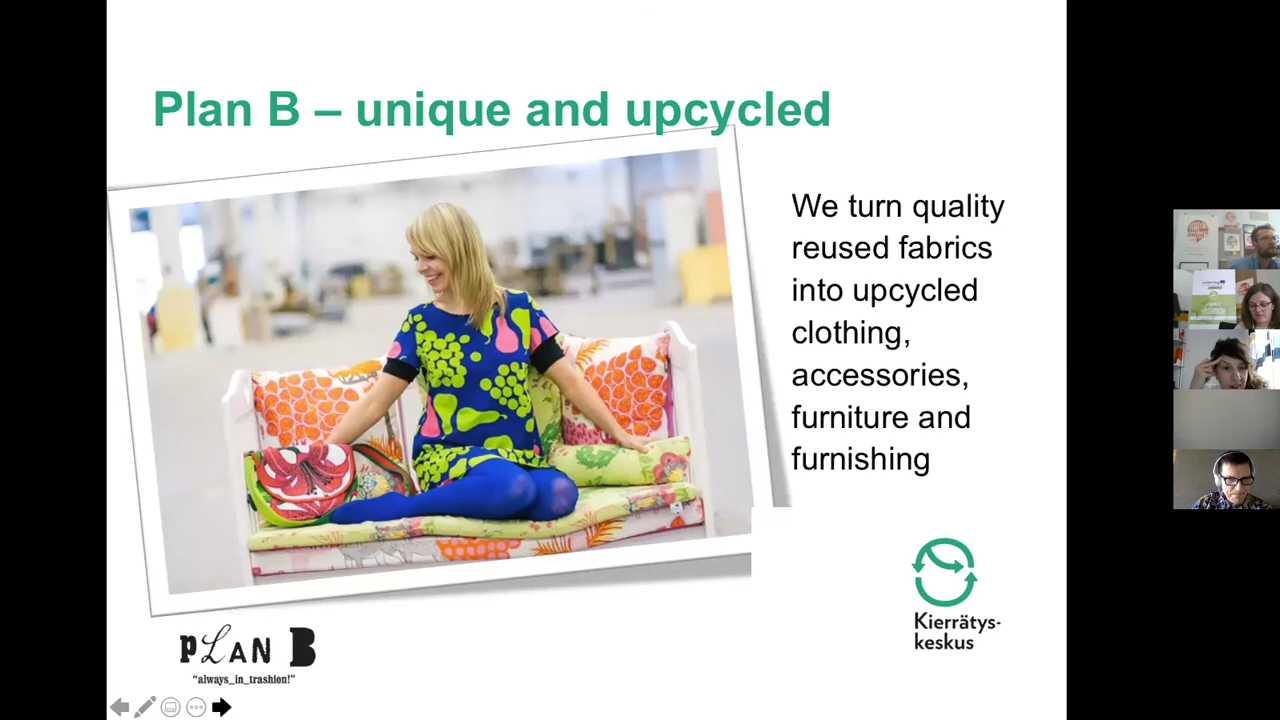 Plan B – unique and upcycled
We turn quality
reused fabrics
into upcycled
clothing,
accessories,
furniture and
furnishing
Kierrätys-
keskus
PLAN B
“always_in_trashion!”